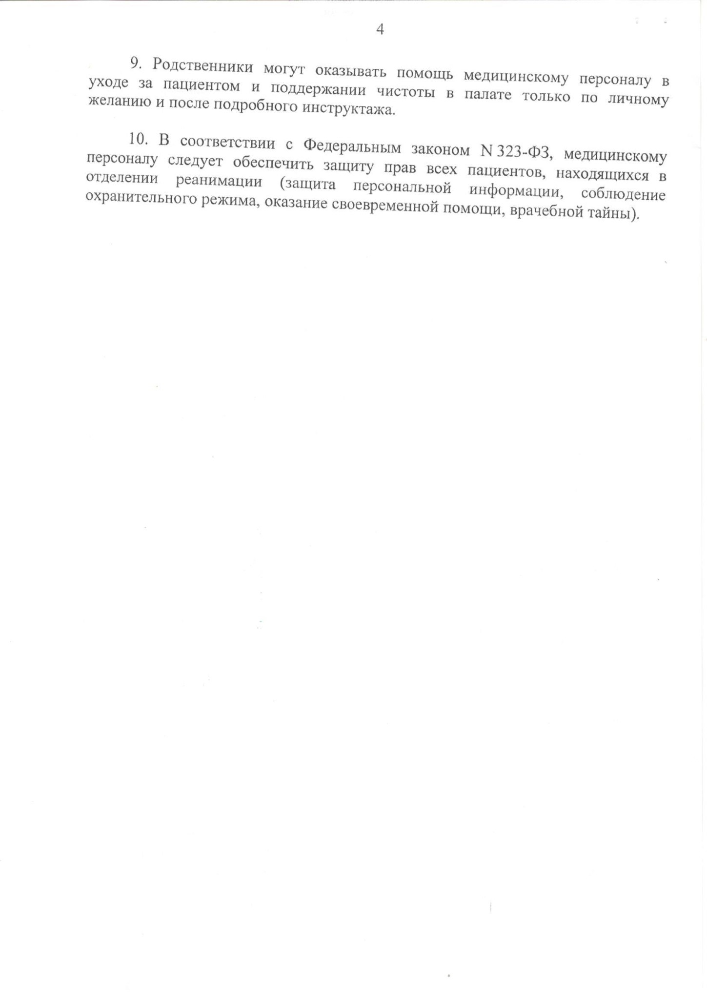 4
9. Родственники могут оказывать помощь медицинскому персоналу в
уходе за пациентом и поддержании чистоты в палате только по личному
желанию и после подробного инструктажа.
10. В соответствии с Федеральным законом N 323-ФЗ, медицинскому
персоналу следует обеспечить защиту прав всех пациентов, находящихся в
отделении реанимации (защита персональной информации, соблюдение
охранительного режима, оказание своевременной помощи, врачебной тайны).